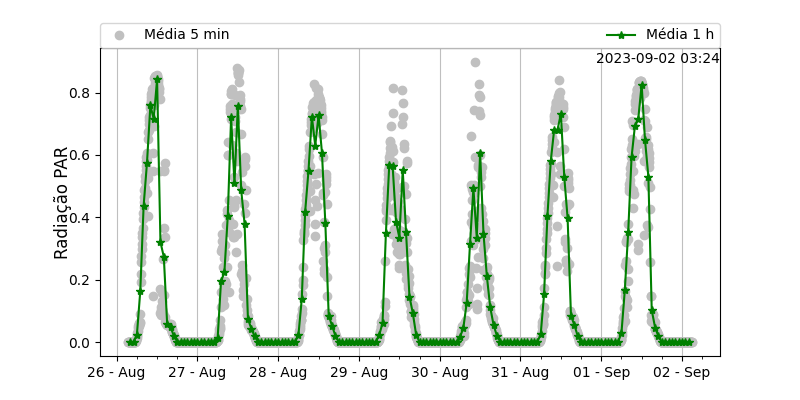 Média 5 min
Média 1 h
2023-09-02 03:24
Radiação PAR
0.8
0.6
0.4
0.2
0.0
26 - Aug
27 - Aug
28 - Aug
29 - Aug
30 - Aug
31 - Aug
01 - Sep
02 - Sep